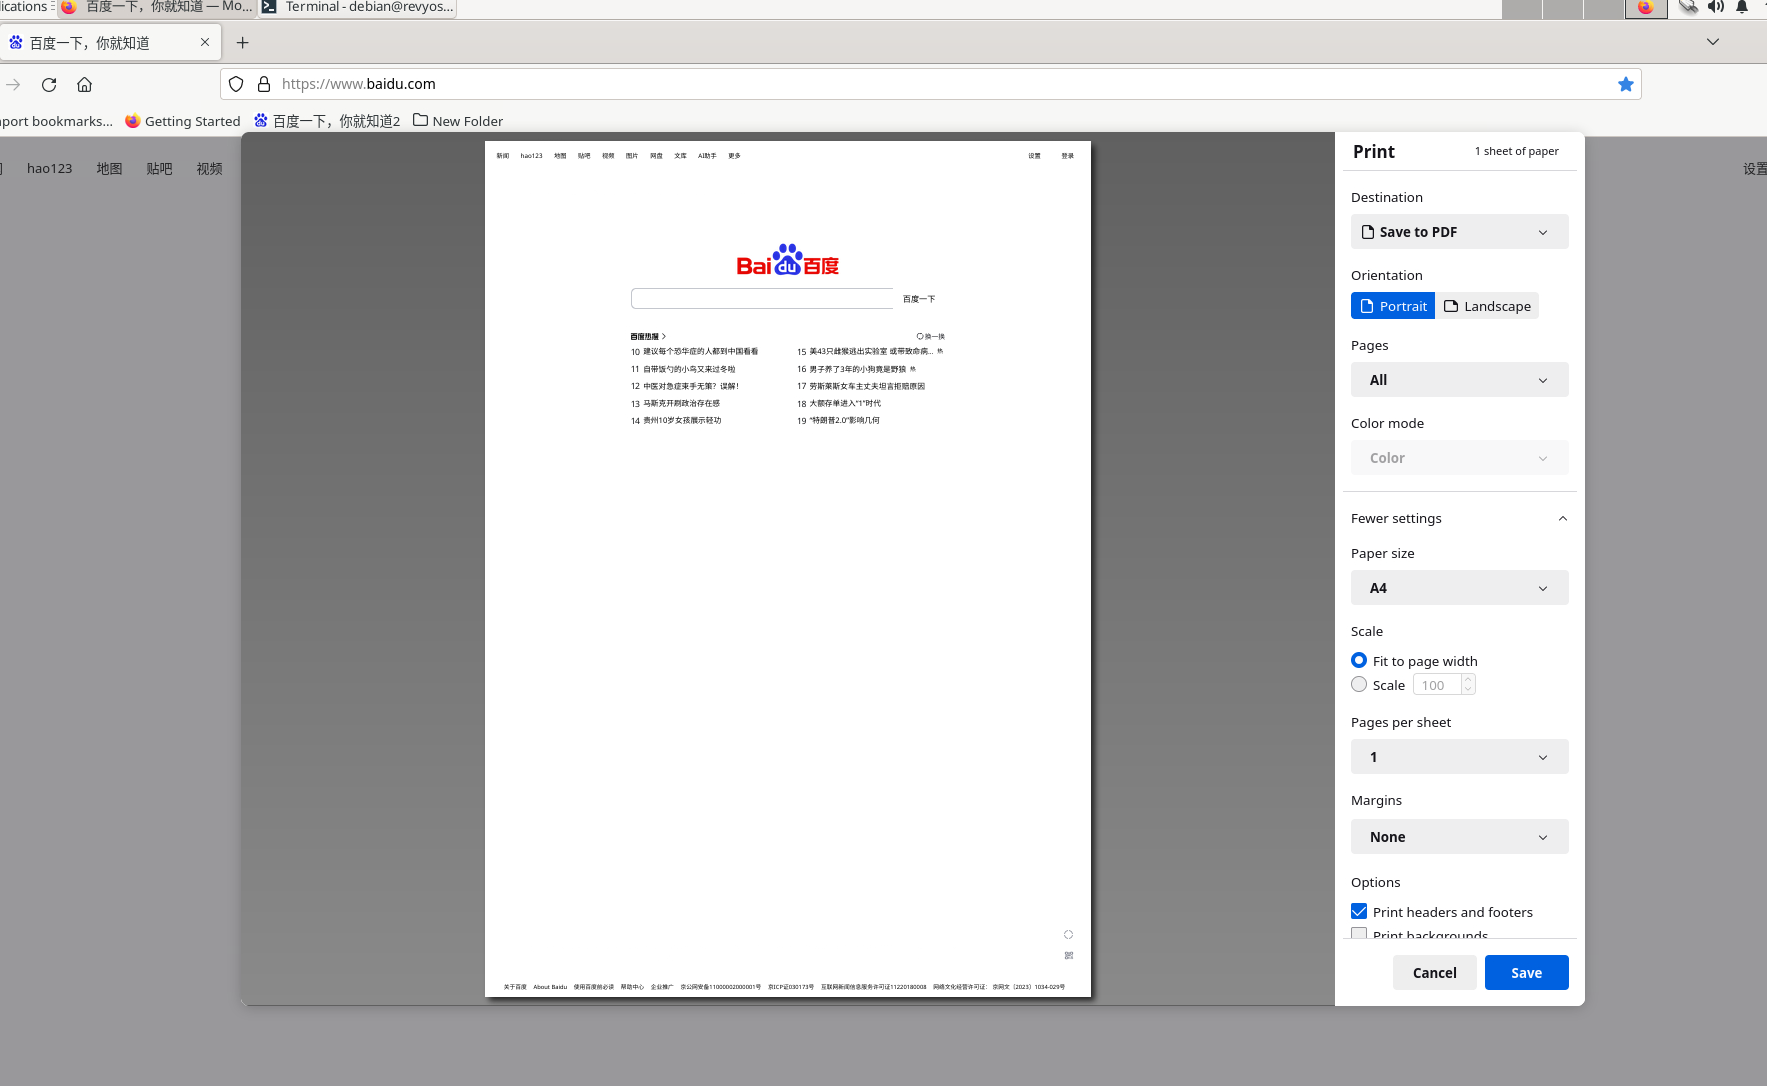 ications
百度一下，你就知道 — Mo...
Terminal - debian@revyos...
百度一下，你就知道
https://www.baidu.com
port bookmarks...
Getting Started
百度一下，你就知道2
New Folder
hao123 地图 贴吧 视频
设置
新闻 hao123 地图 贴吧 视频 图片 网盘 文库 AI助手 更多 设置 登录
Bai du 百度
百度一下
百度热搜
换一换
10 建议每个恐华症的人都到中国看看
11 自带饭勺的小鸟又来过冬啦
12 中医对急症束手无策？误解！
13 马斯克开刷政治存在感
14 贵州10岁女孩展示轻功
15 美43只雌猴逃出实验室 或带致命病... 热
16 男子养了3年的小狗竟是野狼 热
17 劳斯莱斯女车主丈夫坦言拒赔原因
18 大额存单进入“1”时代
19 “特朗普2.0”影响几何
关于百度 About Baidu 使用百度前必读 帮助中心 企业推广 京公网安备11000002000001号 京ICP证030173号 互联网新闻信息服务许可证11220180008 网络文化经营许可证： 京网文〔2023〕1034-029号
Print
1 sheet of paper
Destination
Save to PDF
Orientation
Portrait
Landscape
Pages
All
Color mode
Color
Fewer settings
Paper size
A4
Scale
Fit to page width
Scale 100
Pages per sheet
1
Margins
None
Options
Print headers and footers
Print backgrounds
Cancel
Save